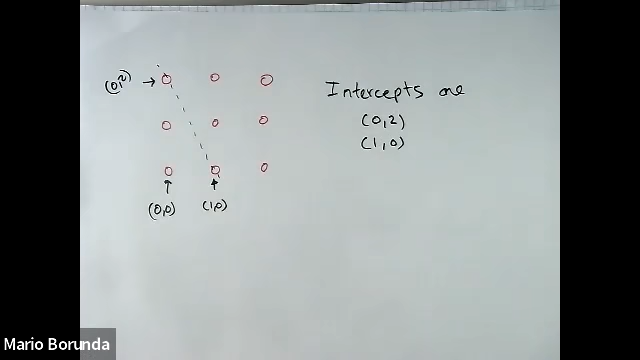 (0,2)
Intercepts are
(0,2)
(1,0)
(0,0)
(1,0)
Mario Borunda